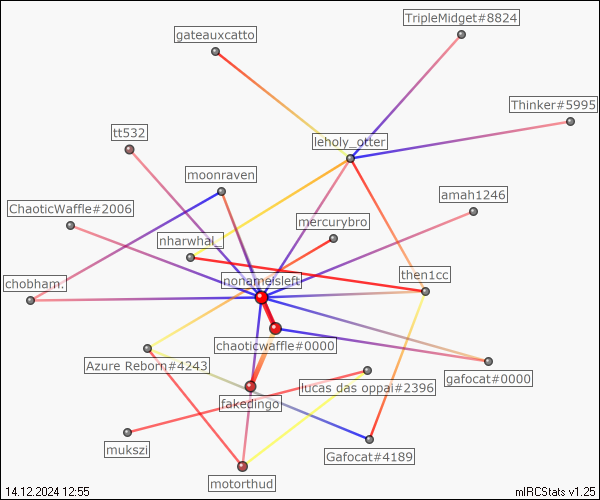 TripleMidget#8824
gateauxcatto
Thinker#5995
tt532
leholy_otter
moonraven
amah1246
ChaoticWaffle#2006
mercurybro
nharwhal_
nonameisleft
then1cc
chobham.
chaoticwaffle#0000
Azure Reborn#4243
gafocat#0000
lucas das oppai#2396
fakedingo
mukszi
Gafocat#4189
motorthud
14.12.2024 12:55
mIRCStats v1.25